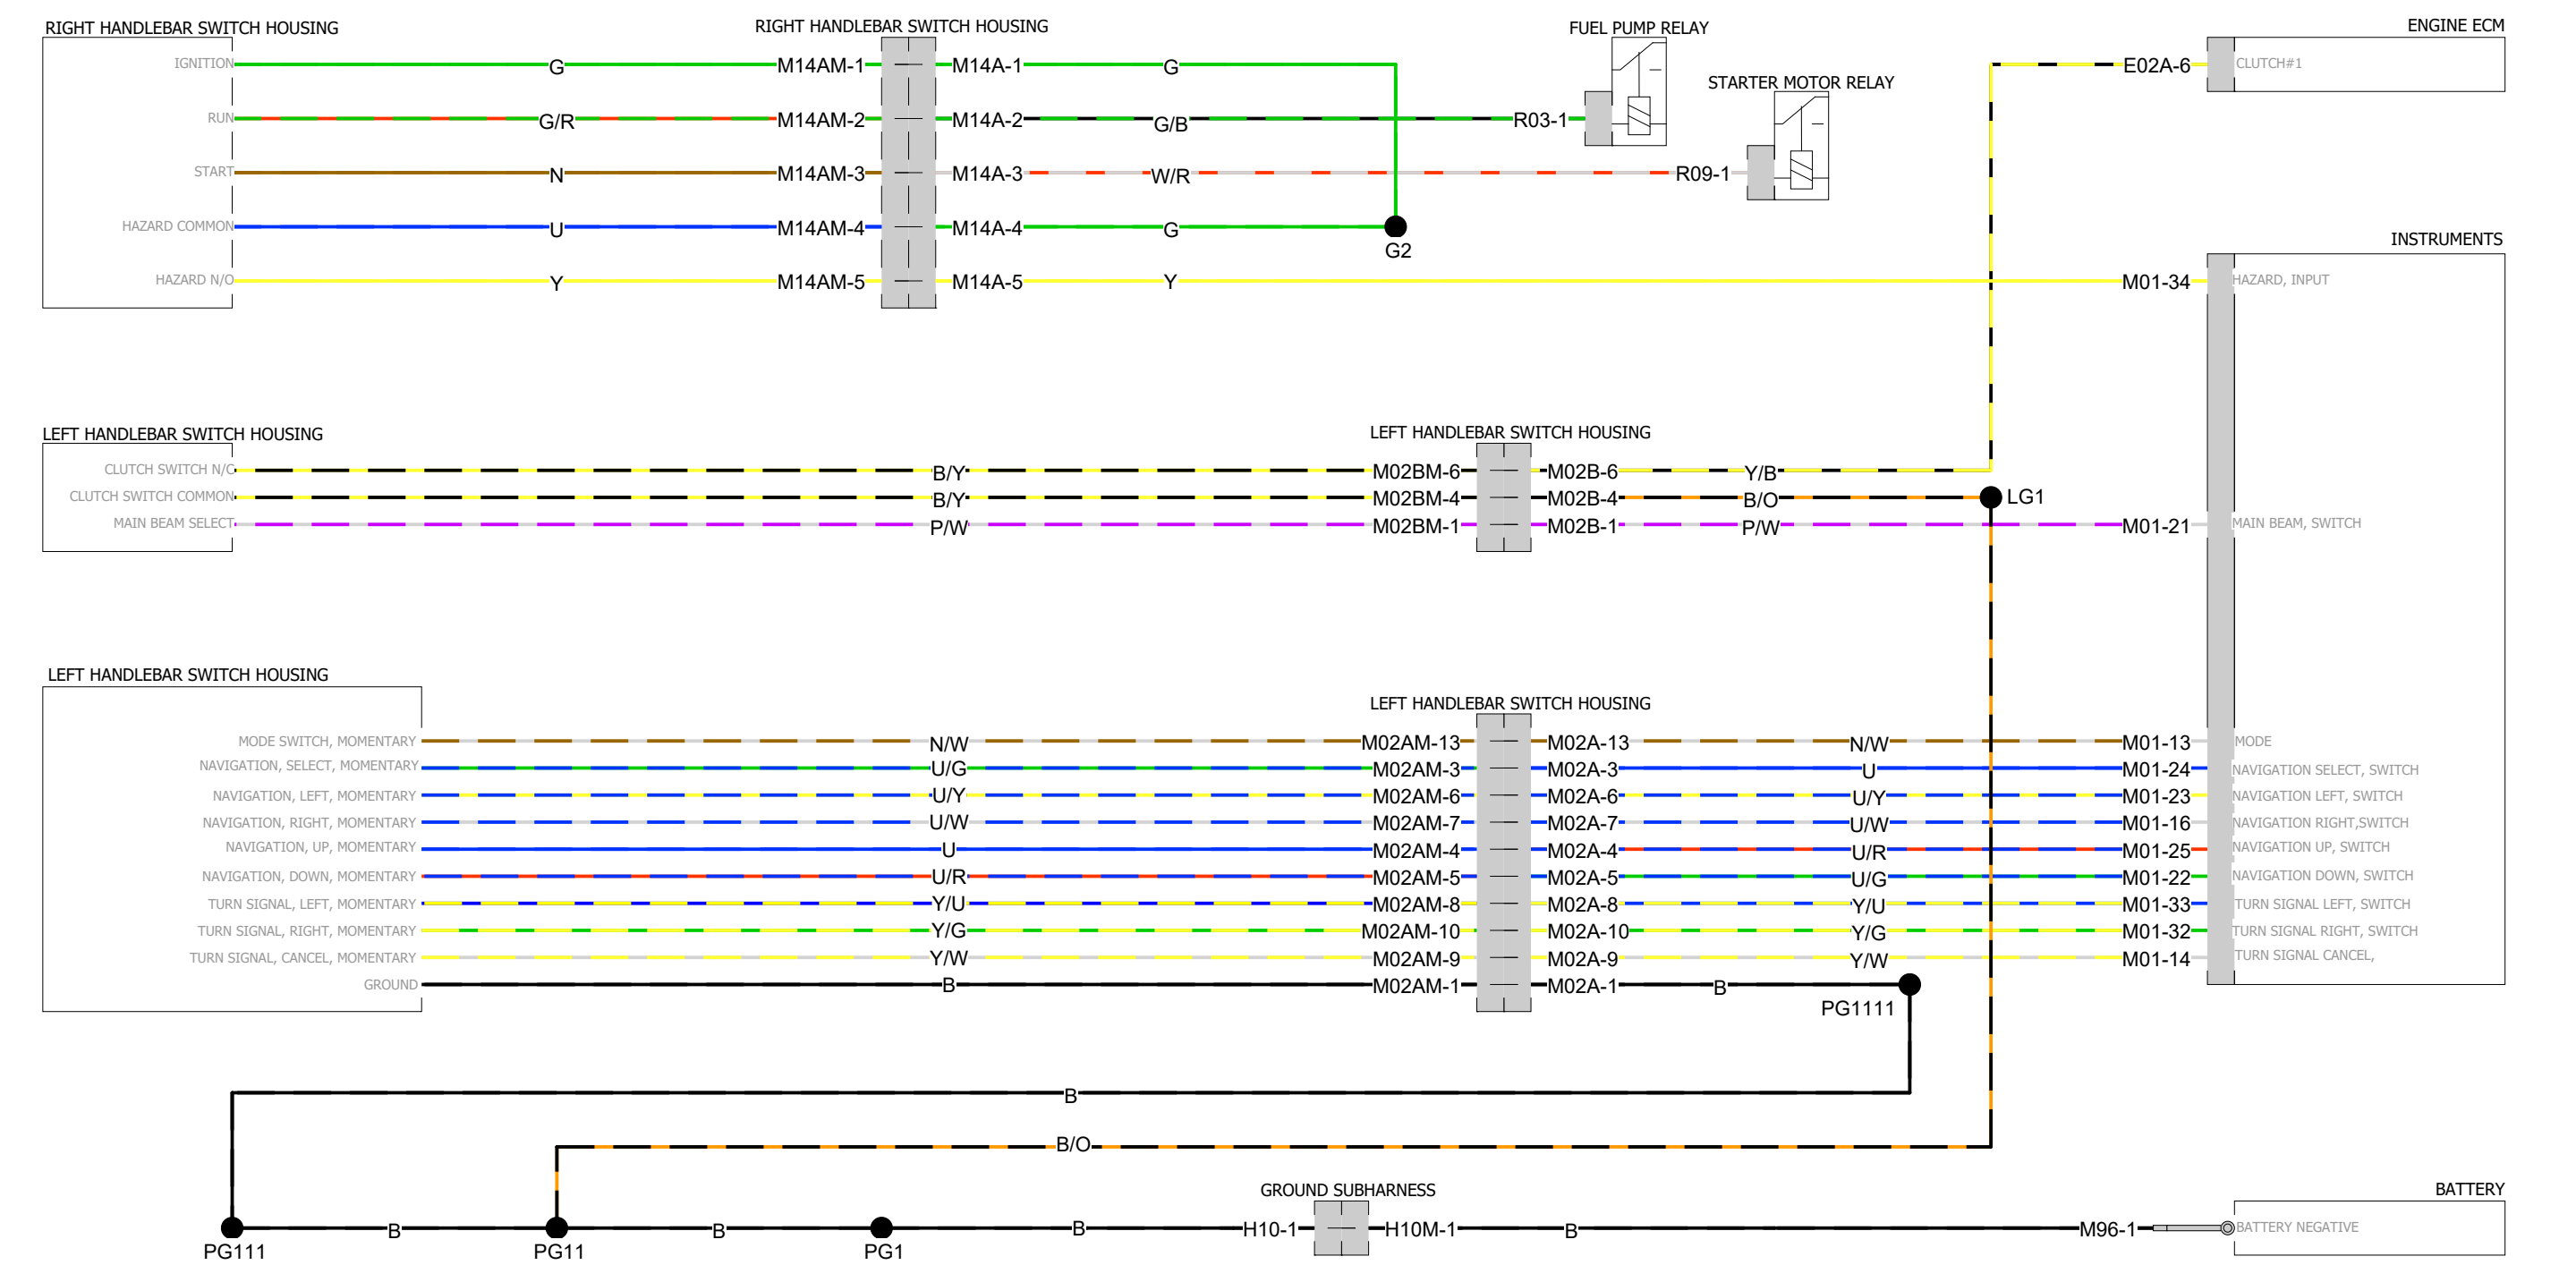 RIGHT HANDLEBAR SWITCH HOUSING RIGHT HANDLEBAR SWITCH HOUSING FUEL PUMP RELAY ENGINE ECM
IGNITION G M14AM-1 M14A-1 G E02A-6 CLUTCH#1
STARTER MOTOR RELAY
RUN G/R M14AM-2 M14A-2 G/B R03-1
START N M14AM-3 M14A-3 W/R R09-1
HAZARD COMMON U M14AM-4 M14A-4 G
G2
INSTRUMENTS
HAZARD N/O Y M14AM-5 M14A-5 Y M01-34 HAZARD, INPUT
LEFT HANDLEBAR SWITCH HOUSING LEFT HANDLEBAR SWITCH HOUSING
CLUTCH SWITCH N/C B/Y M02BM-6 M02B-6 Y/B
CLUTCH SWITCH COMMON B/Y M02BM-4 M02B-4 B/O LG1
MAIN BEAM SELECT P/W M02BM-1 M02B-1 P/W M01-21 MAIN BEAM, SWITCH
LEFT HANDLEBAR SWITCH HOUSING
LEFT HANDLEBAR SWITCH HOUSING
MODE SWITCH, MOMENTARY N/W M02AM-13 M02A-13 N/W M01-13 MODE
NAVIGATION, SELECT, MOMENTARY U/G M02AM-3 M02A-3 U M01-24 NAVIGATION SELECT, SWITCH
NAVIGATION, LEFT, MOMENTARY U/Y M02AM-6 M02A-6 U/Y M01-23 NAVIGATION LEFT, SWITCH
NAVIGATION, RIGHT, MOMENTARY U/W M02AM-7 M02A-7 U/W M01-16 NAVIGATION RIGHT,SWITCH
NAVIGATION, UP, MOMENTARY U M02AM-4 M02A-4 U/R M01-25 NAVIGATION UP, SWITCH
NAVIGATION, DOWN, MOMENTARY U/R M02AM-5 M02A-5 U/G M01-22 NAVIGATION DOWN, SWITCH
TURN SIGNAL, LEFT, MOMENTARY Y/U M02AM-8 M02A-8 Y/U M01-33 TURN SIGNAL LEFT, SWITCH
TURN SIGNAL, RIGHT, MOMENTARY Y/G M02AM-10 M02A-10 Y/G M01-32 TURN SIGNAL RIGHT, SWITCH
TURN SIGNAL, CANCEL, MOMENTARY Y/W M02AM-9 M02A-9 Y/W M01-14 TURN SIGNAL CANCEL,
GROUND B M02AM-1 M02A-1 B
PG1111
B
B/O
GROUND SUBHARNESS BATTERY
B B B H10-1 H10M-1 B M96-1 BATTERY NEGATIVE
PG111 PG11 PG1